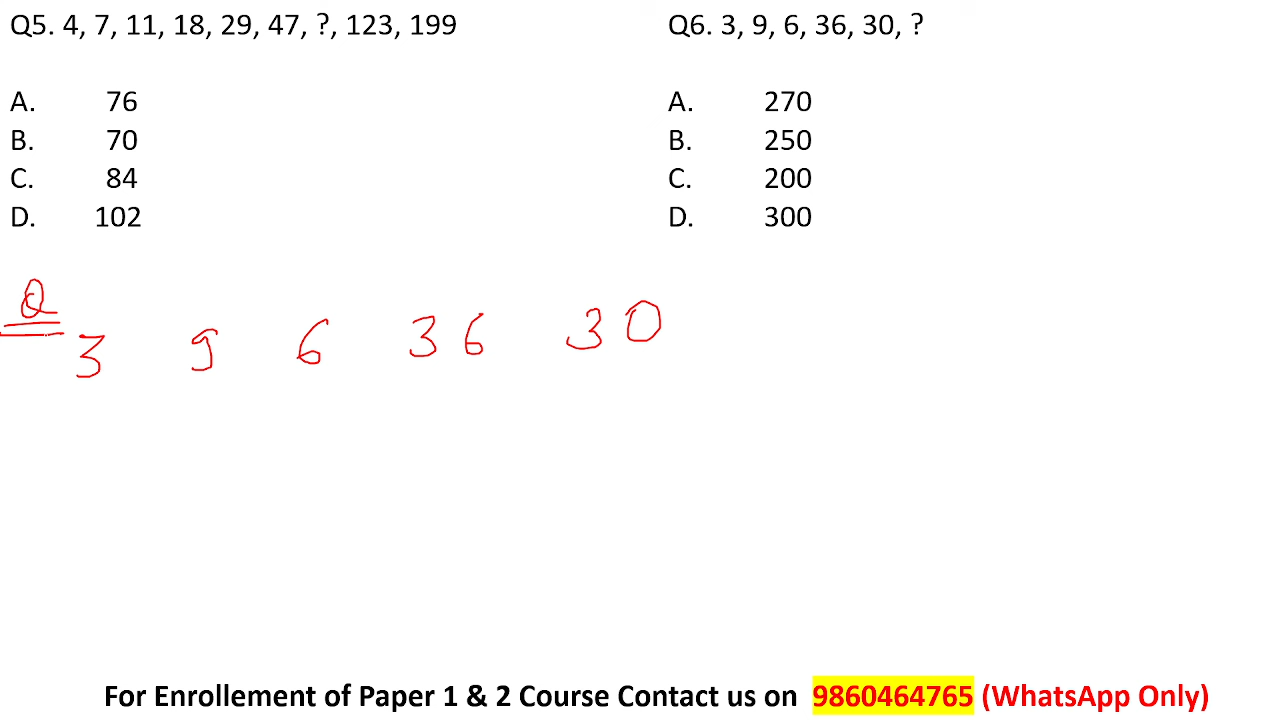 Q5. 4, 7, 11, 18, 29, 47, ?, 123, 199
A. 76
B. 70
C. 84
D. 102
Q6. 3, 9, 6, 36, 30, ?
A. 270
B. 250
C. 200
D. 300
Q
3 9 6 36 30
For Enrollement of Paper 1 & 2 Course Contact us on 9860464765 (WhatsApp Only)